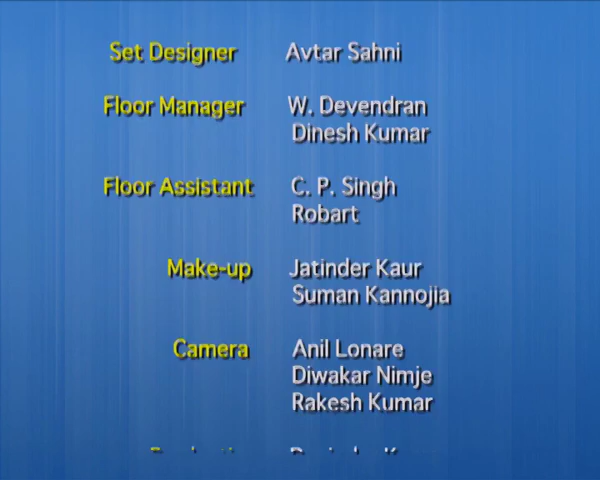 Set Designer Avtar Sahni
Floor Manager W. Devendran
Dinesh Kumar
Floor Assistant C. P. Singh
Robart
Make-up Jatinder Kaur
Suman Kannojia
Camera Anil Lonare
Diwakar Nimje
Rakesh Kumar